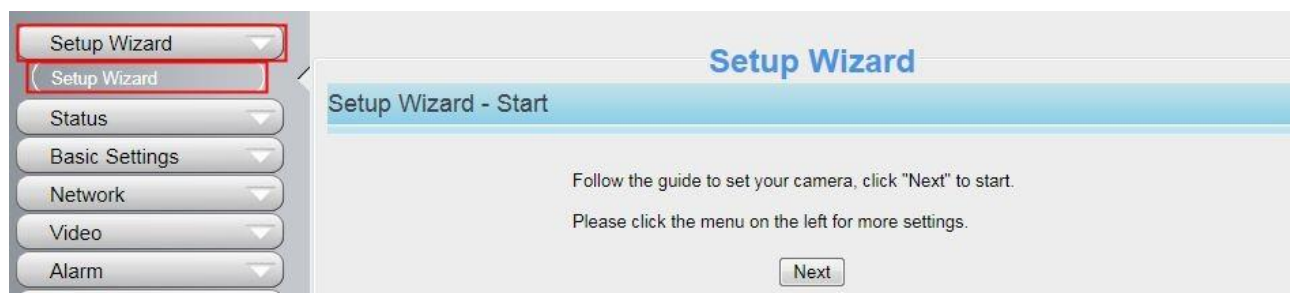 Setup Wizard
Setup Wizard
Status
Basic Settings
Network
Video
Alarm
Setup Wizard
Setup Wizard - Start
Follow the guide to set your camera, click "Next" to start.
Please click the menu on the left for more settings.
Next